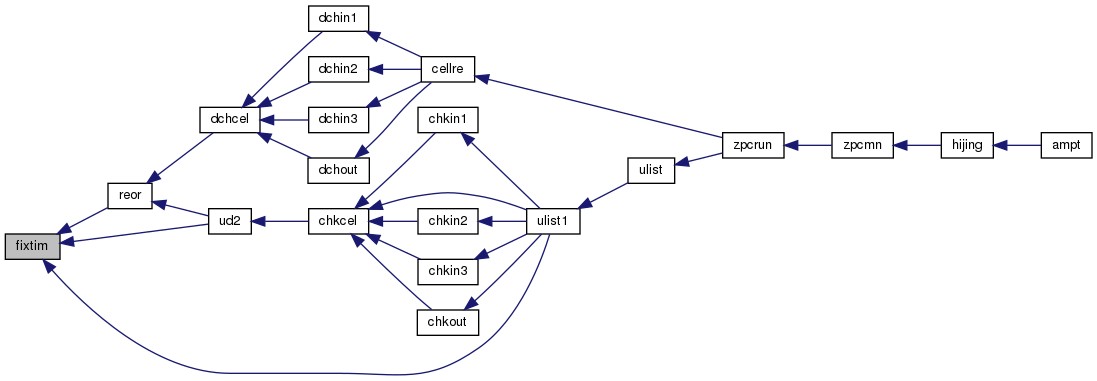 dchin1
dchin2
cellre
dchcel
dchin3
chkin1
zpcrun
zpcmn
hijing
ampt
dchout
ulist
reor
ud2
chkcel
chkin2
ulist1
fixtim
chkin3
chkout